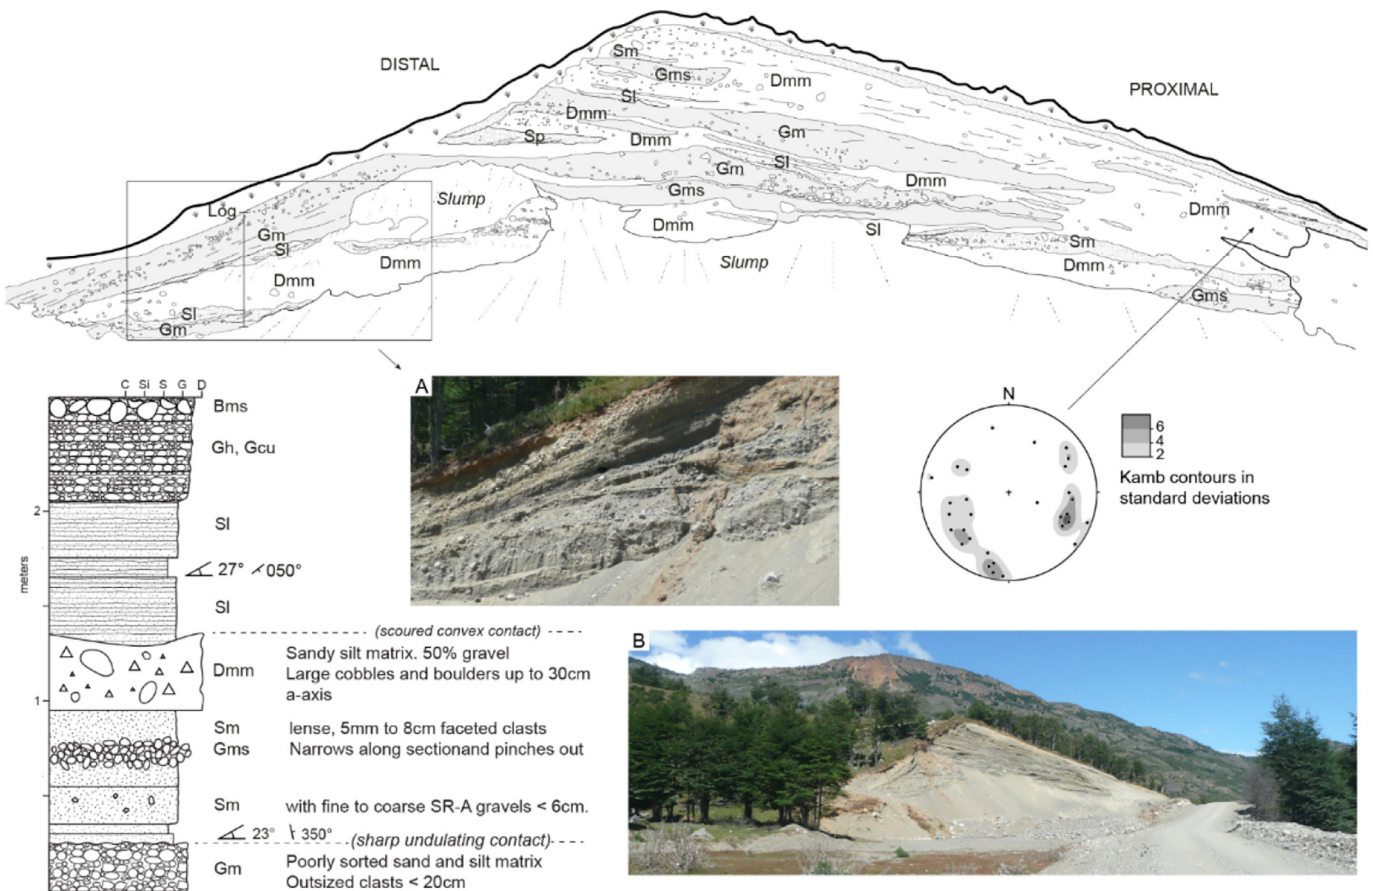 DISTAL
PROXIMAL
Sm
Gms
Dmm
Sl
Dmm
Gm
Sp
Dmm
Sl
Gm
Dmm
Gms
Slump
Log
Dmm
Dmm
Sl
Gm
Sl
Sm
Dmm
Slump
Dmm
Dmm
Gms
Sl
Gm
C Si S G D
Bms
Gh, Gcu
2
Sl
27° 050°
meters
Sl
(scoured convex contact)
Dmm
Sandy silt matrix. 50% gravel
Large cobbles and boulders up to 30cm
a-axis
1
Sm lense, 5mm to 8cm faceted clasts
Gms Narrows along sectionand pinches out
Sm with fine to coarse SR-A gravels < 6cm.
23° 350°
(sharp undulating contact)
Gm
Poorly sorted sand and silt matrix
Outsized clasts < 20cm
A
N
6
4
2
Kamb contours in
standard deviations
B